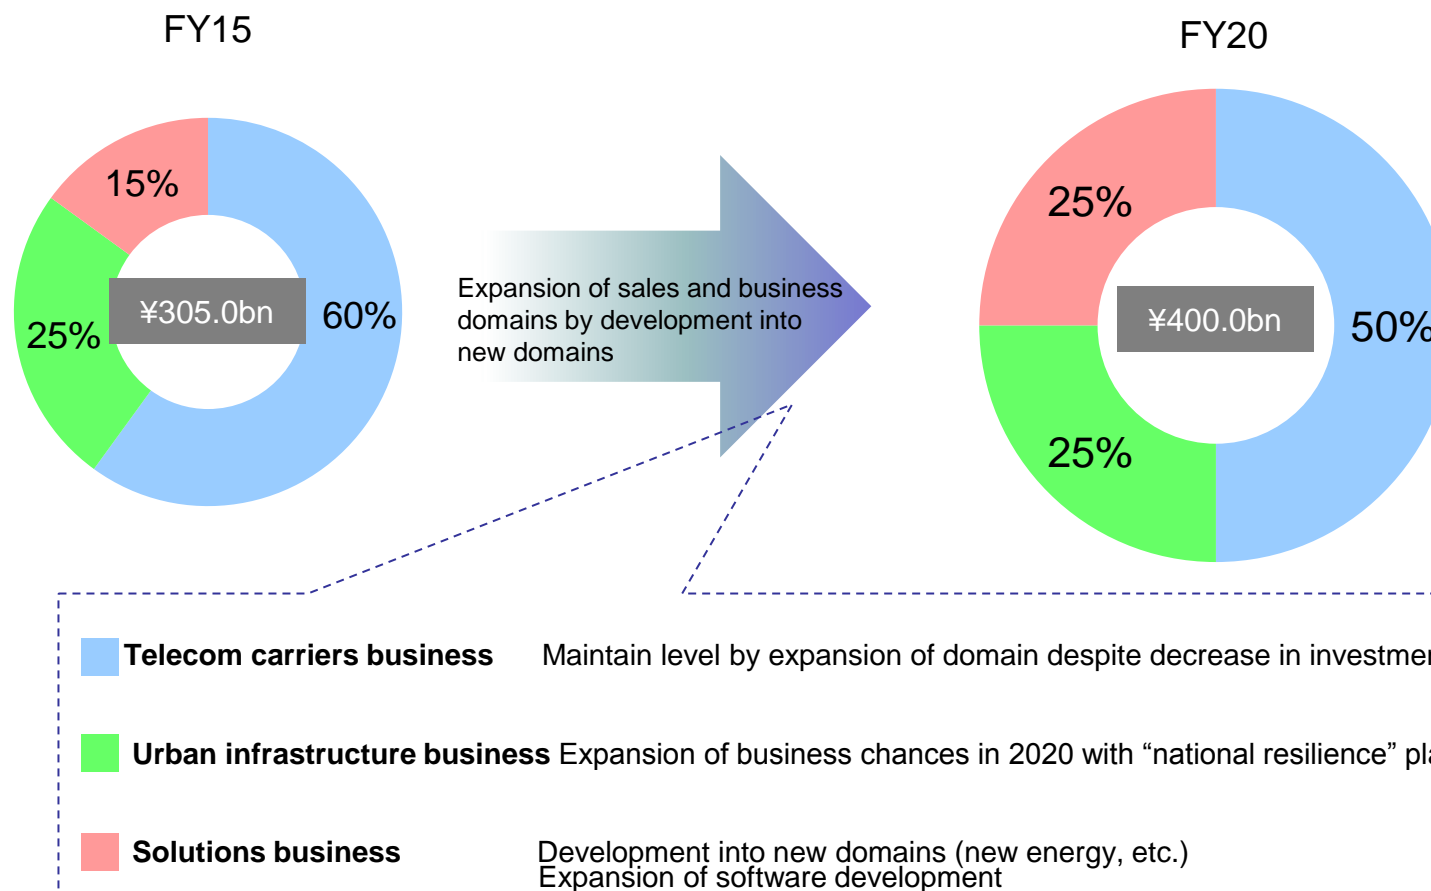 FY15
FY20
15%
25%
60%
¥305.0bn
Expansion of sales and business
domains by development into
new domains
25%
25%
50%
¥400.0bn
Telecom carriers business Maintain level by expansion of domain despite decrease in
Urban infrastructure business Expansion of business chances in 2020 with “national resilience”
Solutions business Development into new domains (new energy, etc.)
Expansion of software development